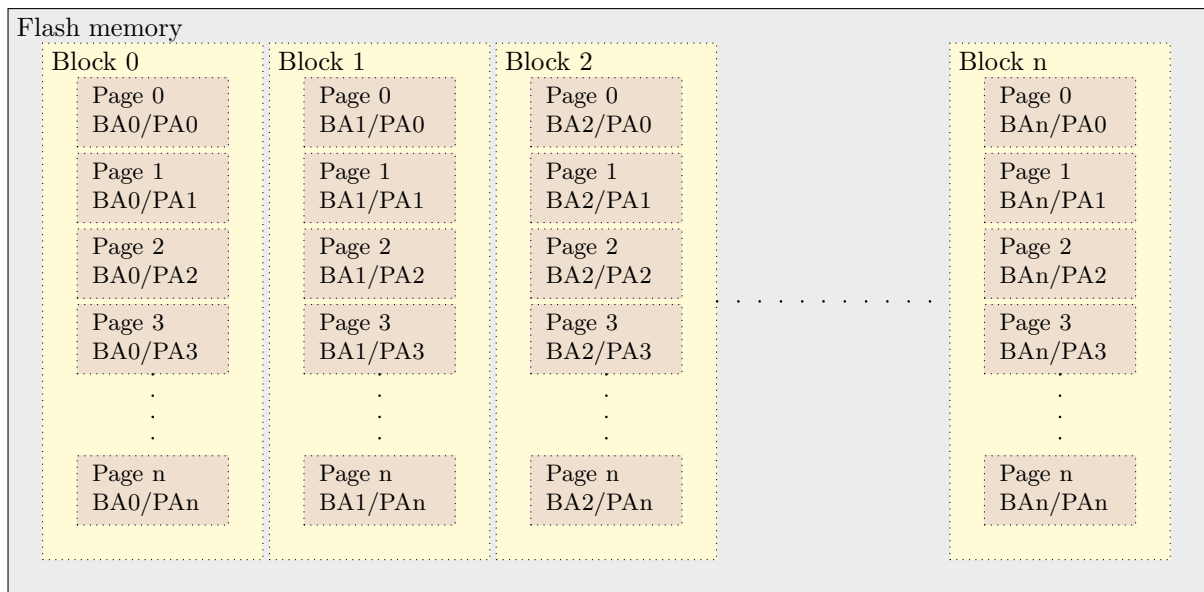 Flash memory
Block 0
Page 0
BA0/PA0
Page 1
BA0/PA1
Page 2
BA0/PA2
Page 3
BA0/PA3
Page n
BA0/PAn
Block 1
Page 0
BA1/PA0
Page 1
BA1/PA1
Page 2
BA1/PA2
Page 3
BA1/PA3
Page n
BA1/PAn
Block 2
Page 0
BA2/PA0
Page 1
BA2/PA1
Page 2
BA2/PA2
Page 3
BA2/PA3
Page n
BA2/PAn
Block n
Page 0
BAn/PA0
Page 1
BAn/PA1
Page 2
BAn/PA2
Page 3
BAn/PA3
Page n
BAn/PAn